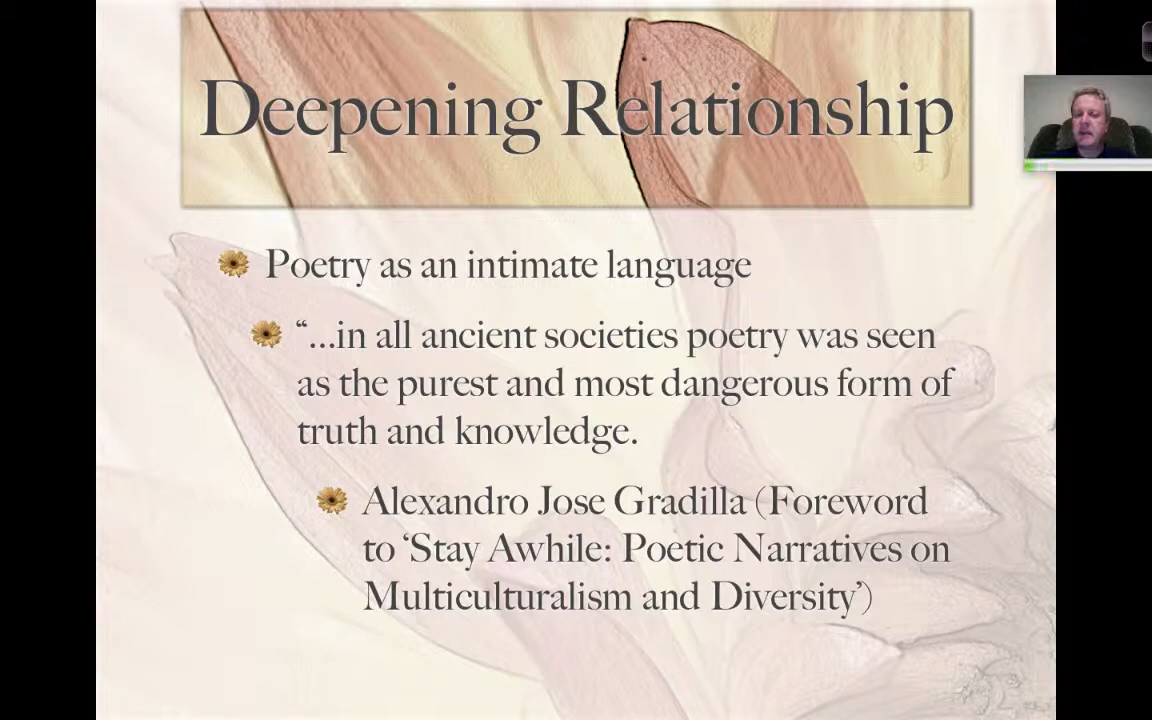 Deepening Relationship
Poetry as an intimate language
“...in all ancient societies poetry was seen
as the purest and most dangerous form of
truth and knowledge.
Alexandro Jose Gradilla (Foreword
to ‘Stay Awhile: Poetic Narratives on
Multiculturalism and Diversity’)